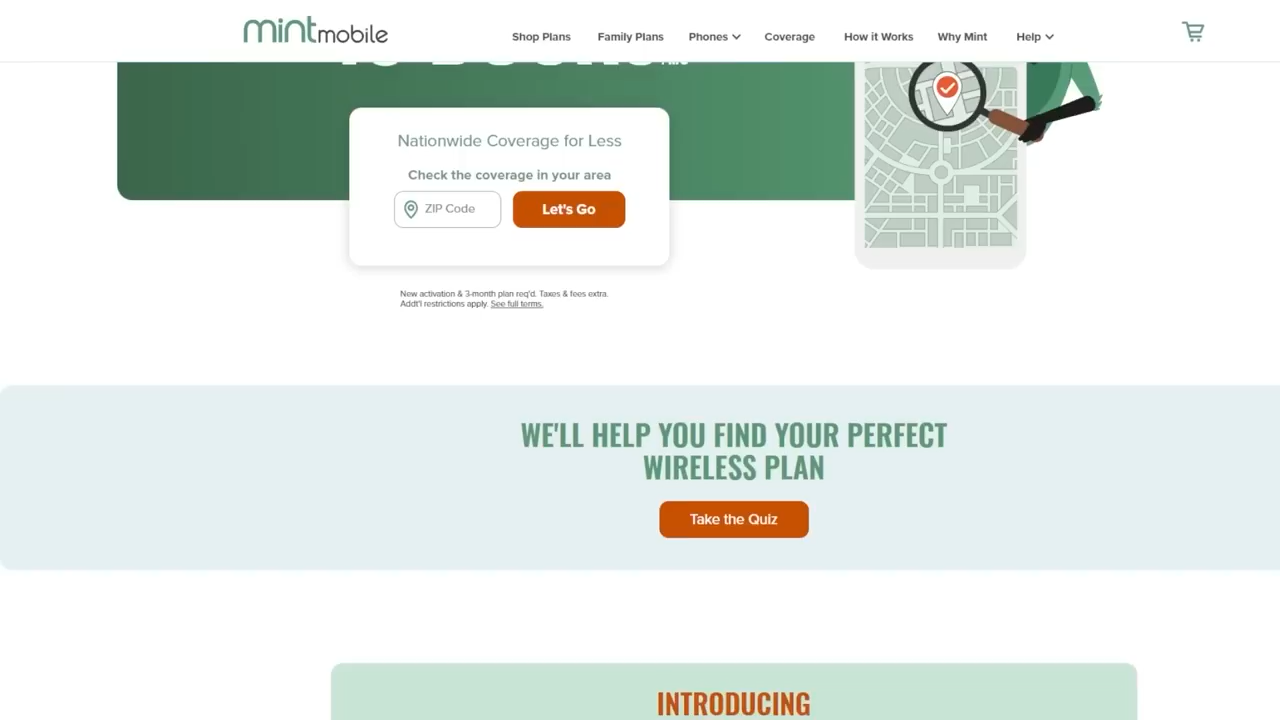 mintmobile
Shop Plans Family Plans Phones Coverage How it Works Why Mint Help
Nationwide Coverage for Less
Check the coverage in your area
ZIP Code Let's Go
New activation & 3-month plan req'd. Taxes & fees extra.
Addt'l restrictions apply. See full terms.
WE'LL HELP YOU FIND YOUR PERFECT
WIRELESS PLAN
Take the Quiz
INTRODUCING